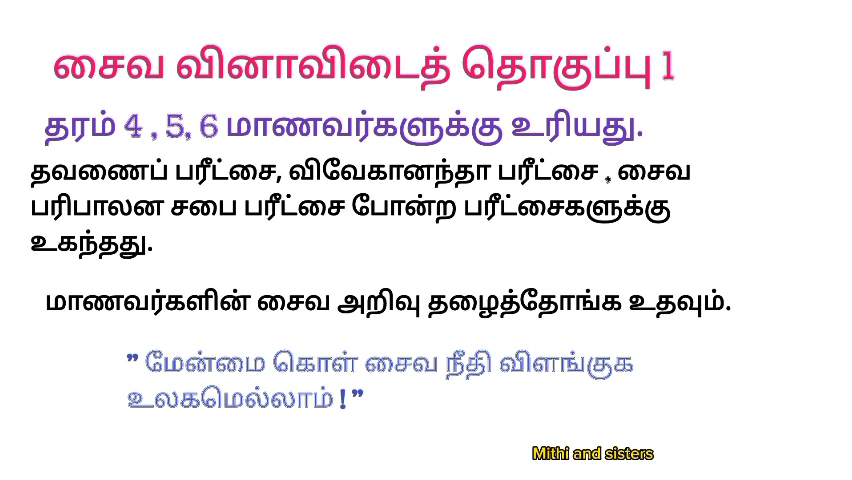 சைவ வினாவிடைத் தொகுப்பு 1
தரம் 4 , 5, 6 மாணவர்களுக்கு உரியது.
தவணைப் பரீட்சை, விவேகானந்தா பரீட்சை , சைவ
பரிபாலன சபை பரீட்சை போன்ற பரீட்சைகளுக்கு
உகந்தது.
மாணவர்களின் சைவ அறிவு தழைத்தோங்க உதவும்.
” மேன்மை கொள் சைவ நீதி விளங்குக
உலகமெல்லாம் ! ”
Mithi and sisters